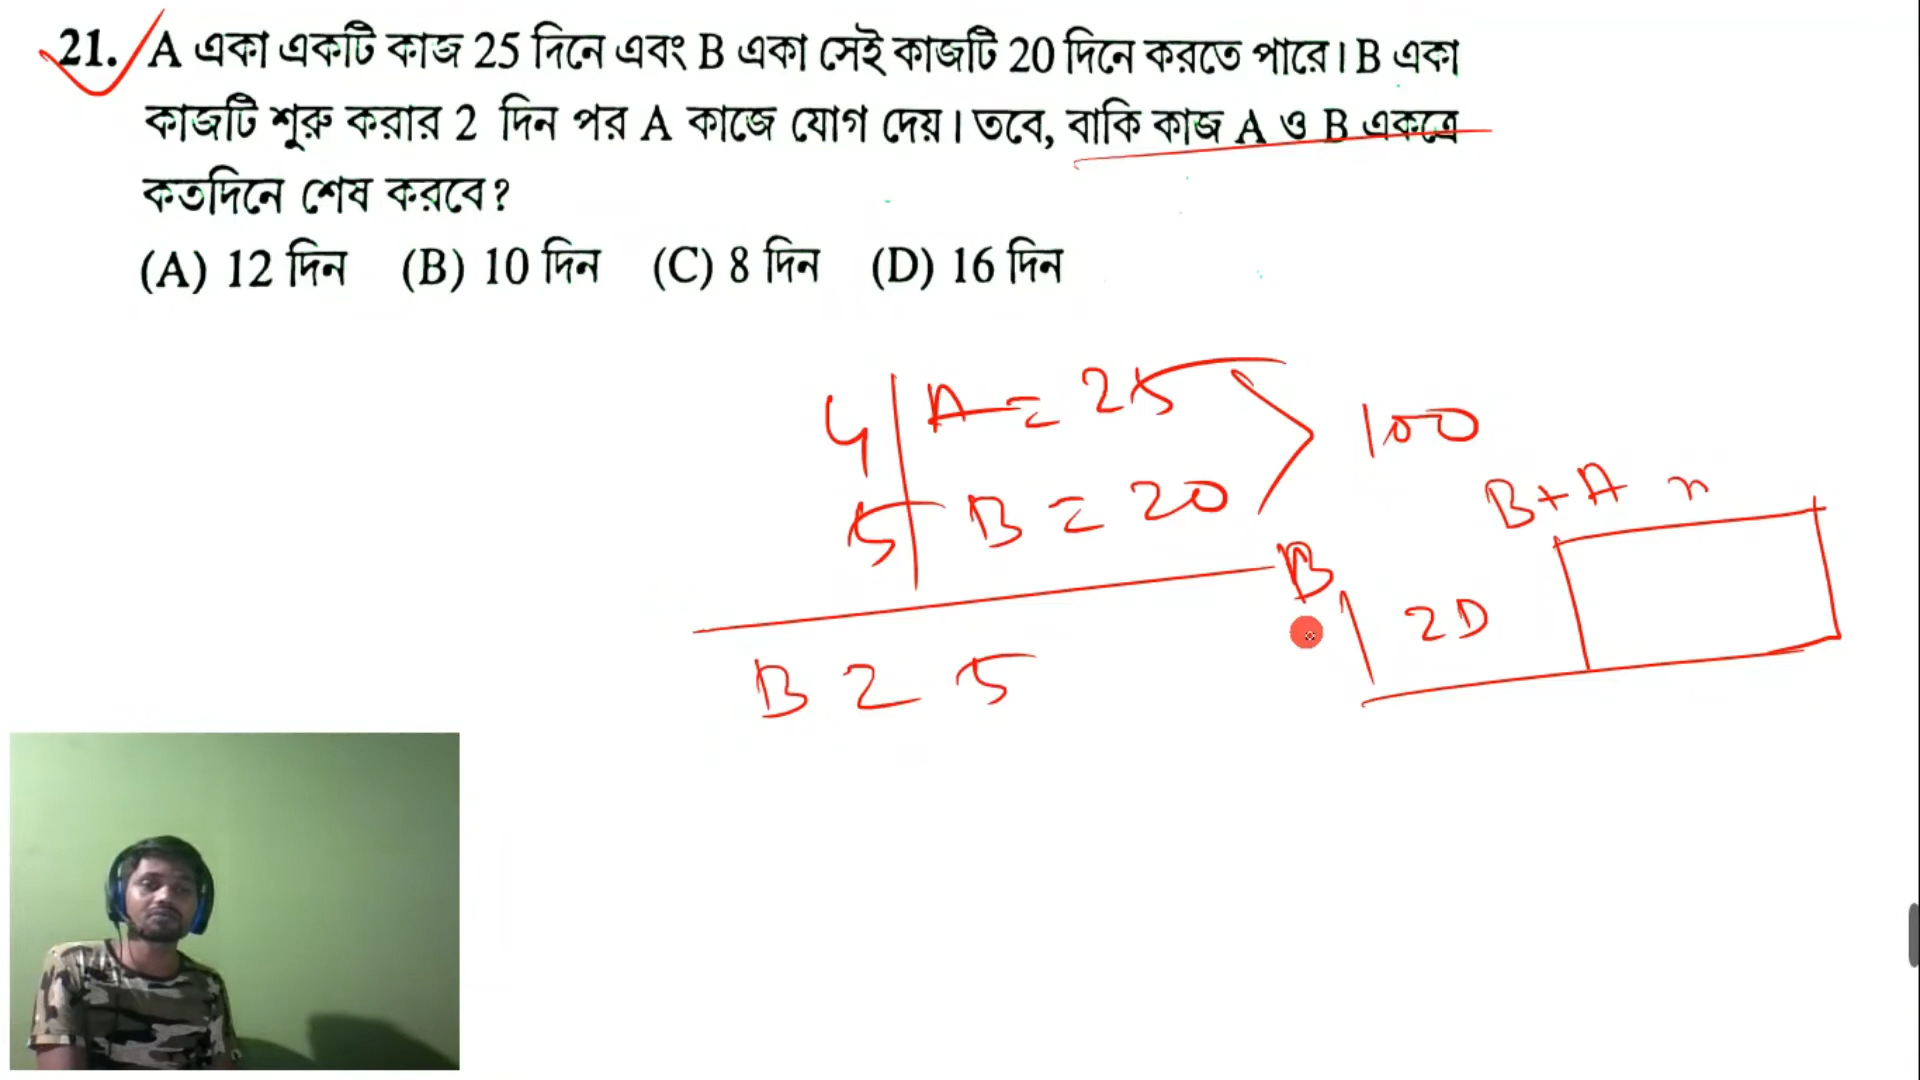 21. A একা একটি কাজ 25 দিনে এবং B একা সেই কাজটি 20 দিনে করতে পারে। B একা
কাজটি শুরু করার 2 দিন পর A কাজে যোগ দেয়। তবে, বাকি কাজ A ও B একত্রে
কতদিনে শেষ করবে?
(A) 12 দিন (B) 10 দিন (C) 8 দিন (D) 16 দিন
4 A = 25
100
5 B = 20
B + A n
B
2D
B = 5